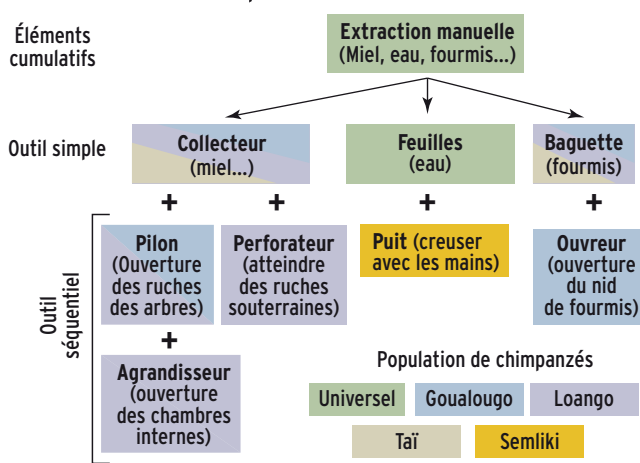 Éléments
cumulatifs
Extraction manuelle
(Miel, eau, fourmis...)
Outil simple
Collecteur
(miel...)
Feuilles
(eau)
Baguette
(fourmis)
+ + + +
Outil
séquentiel
Pilon
(Ouverture
des ruches
des arbres)
Perforateur
(atteindre
des ruches
souterraines)
Puit (creuser
avec les mains)
Ouvreur
(ouverture
du nid
de fourmis)
+
Agrandisseur
(ouverture
des chambres
internes)
Population de chimpanzés
Universel
Goualougo
Loango
Taï
Semliki